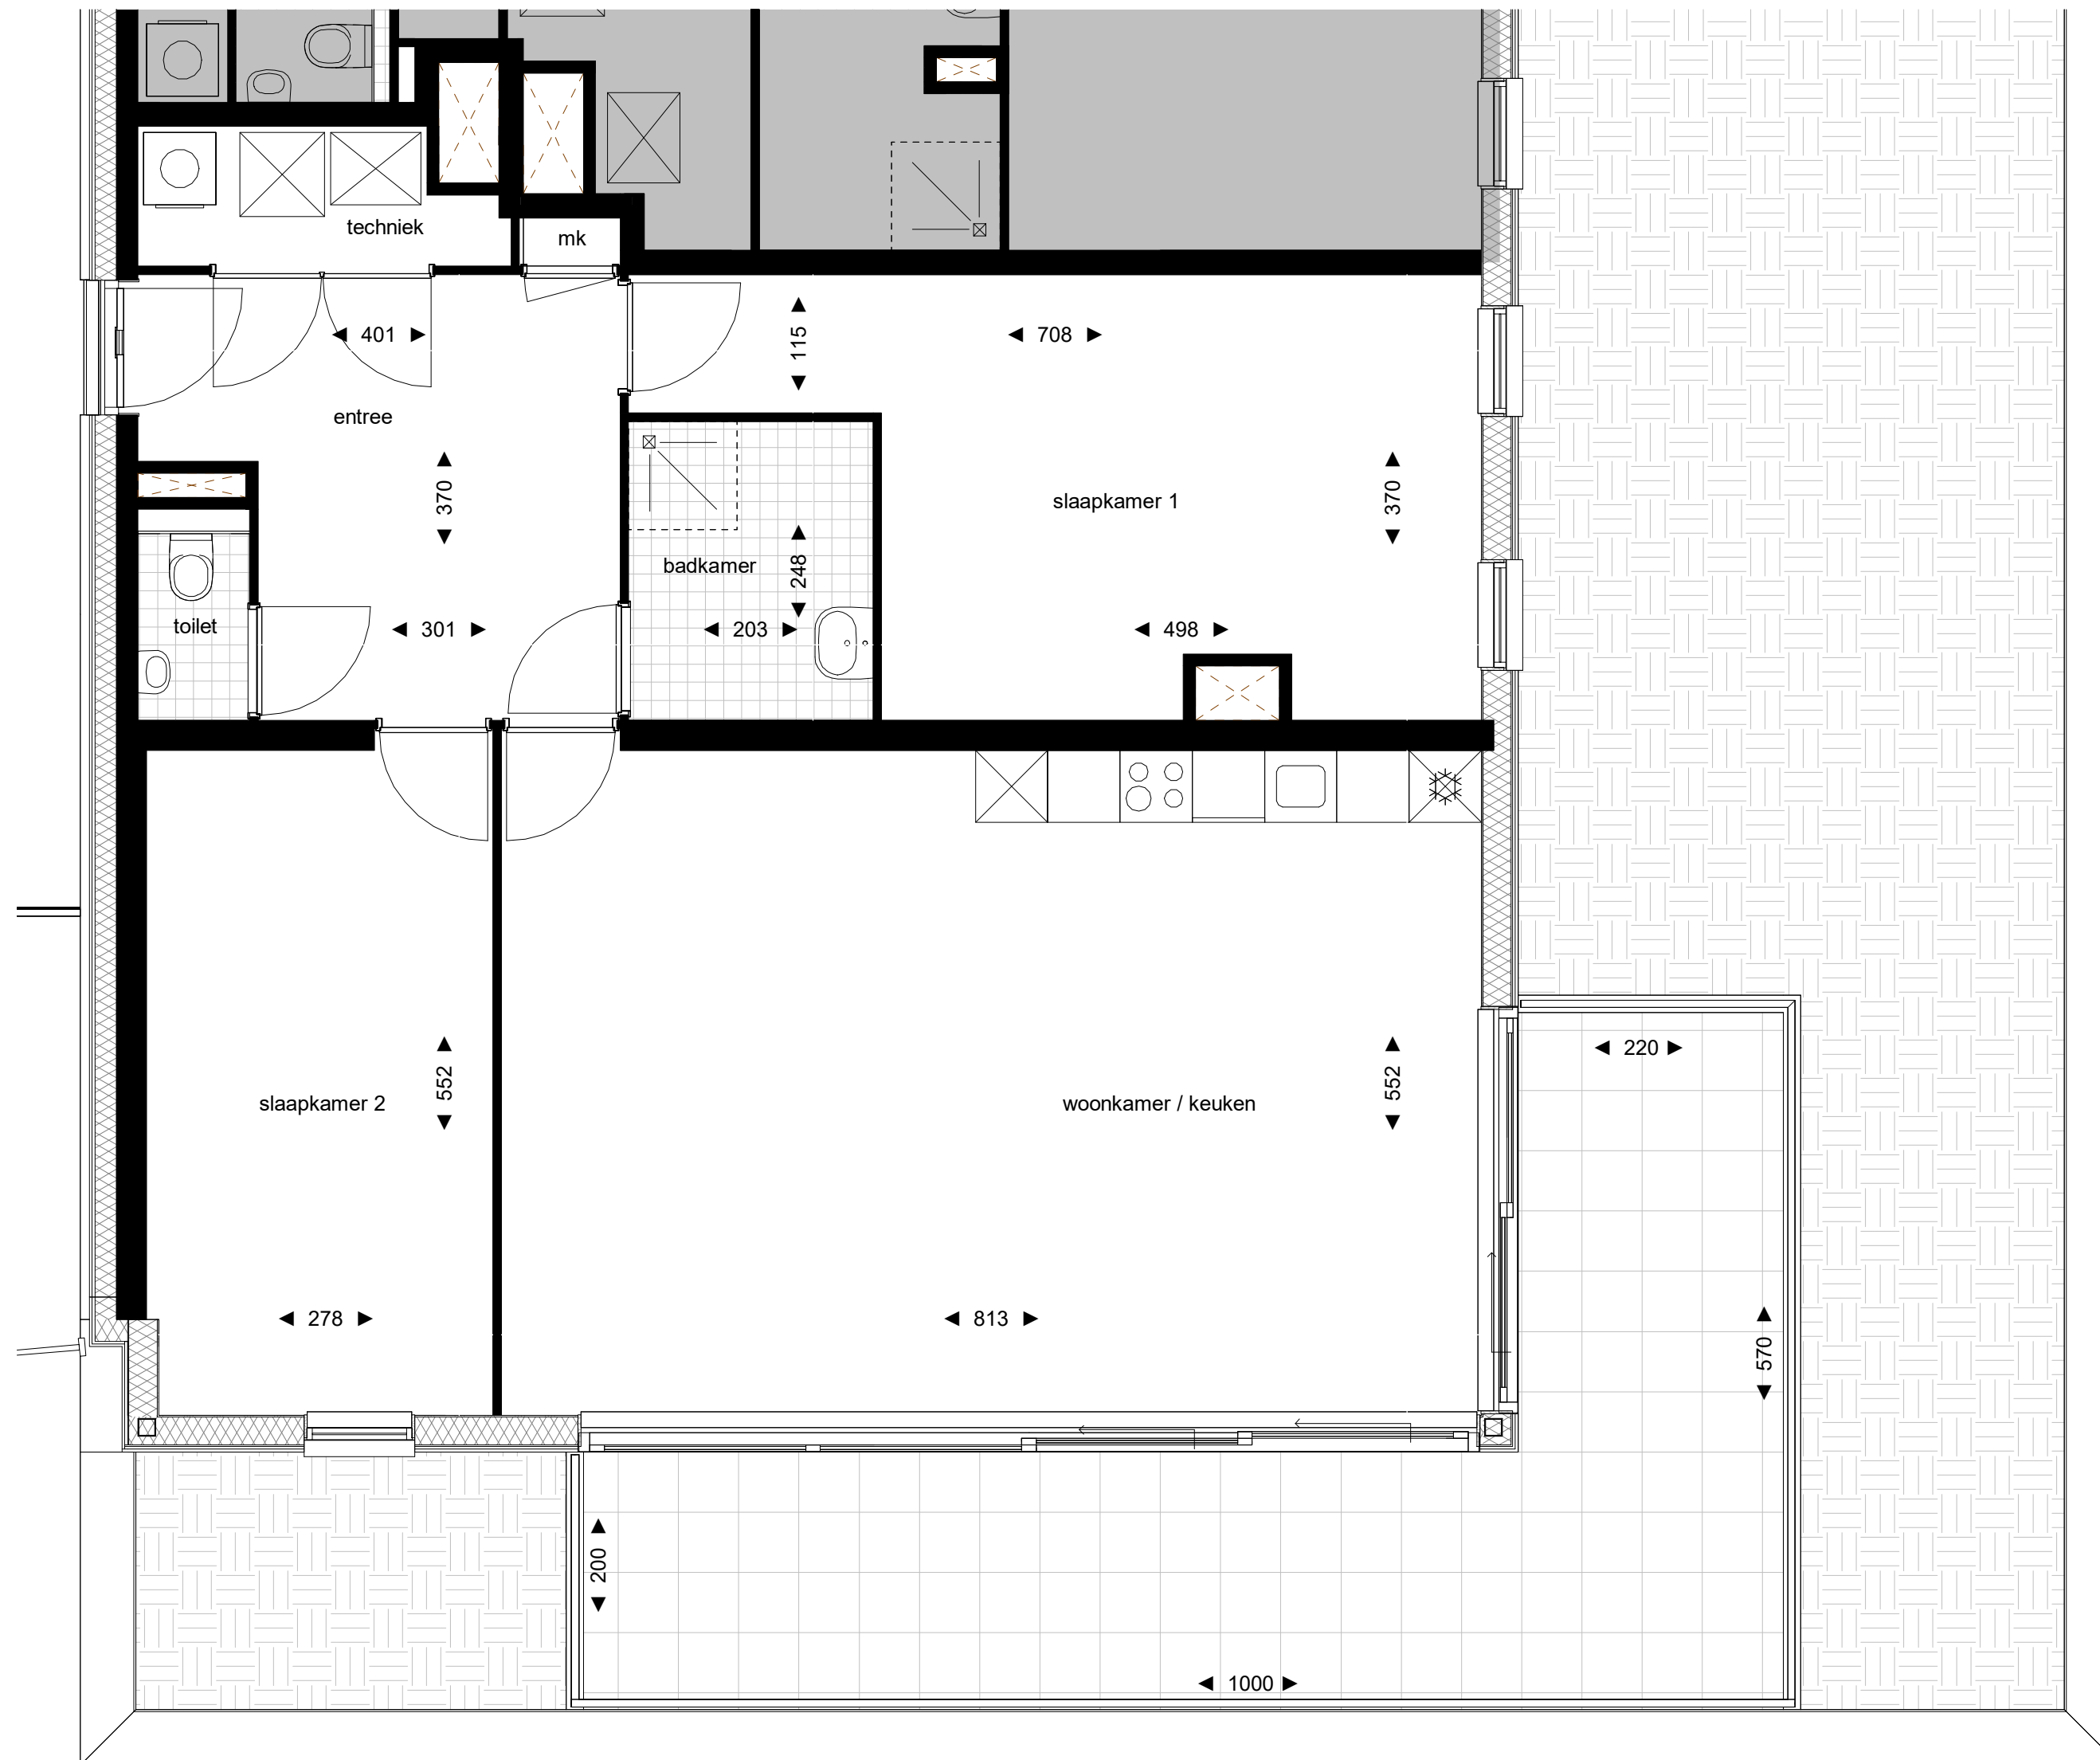 techniek
mk
401
115
708
entree
370
370
slaapkamer 1
badkamer
248
toilet
301
203
498
220
552
552
slaapkamer 2
woonkamer / keuken
278
813
570
200
1000